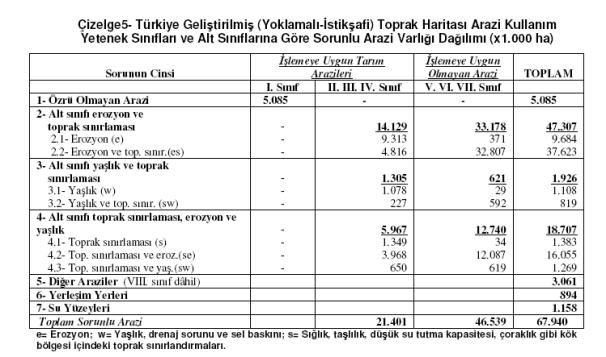 Çizelge5- Türkiye Geliştirilmiş (Yoklamalı-İstikşafi) Toprak Haritası Arazi Kullanım
Yetenek Sınıfları ve Alt Sınıflarına Göre Sorunlu Arazi Varlığı Dağılımı (x1.000 ha)
Sorunun Cinsi İşlemeye Uygun Tarım Arazileri İşlemeye Uygun Olmayan Arazi TOPLAM
I. Sınıf II. III. IV. Sınıf V. VI. VII. Sınıf
1- Özrü Olmayan Arazi 5.085 - - 5.085
2- Alt sınıfı erozyon ve
toprak sınırlaması - 14.129 33.178 47.307
2.1- Erozyon (e) - 9.313 371 9.684
2.2- Erozyon ve top. sınır.(es) - 4.816 32,807 37.623
3- Alt sınıfı yaşlık ve toprak
sınırlaması - 1.305 621 1.926
3.1- Yaşlık (w) - 1.078 29 1.108
3.2- Yaşlık ve top. sınır. (sw) - 227 592 819
4- Alt sınıfı toprak sınırlaması, erozyon ve
yaşlık - 5.967 12.740 18.707
4.1- Toprak sınırlaması (s) - 1.349 34 1.383
4.2- Top. sınırlaması ve eroz.(se) - 3,968 12,087 16.055
4.3- Top. sınırlaması ve yaş.(sw) - 650 619 1.269
5- Diğer Araziler (VIII. sınıf dâhil) 3.061
6- Yerleşim Yerleri 894
7- Su Yüzeyleri 1.158
Toplam Sorunlu Arazi 21.401 46.539 67.940
e= Erozyon; w= Yaşlık, drenaj sorunu ve sel baskını; s= Sığlık, taşlılık, düşük su tutma kapasitesi, çoraklık gibi kök
bölgesi içindeki toprak sınırlandırmaları.